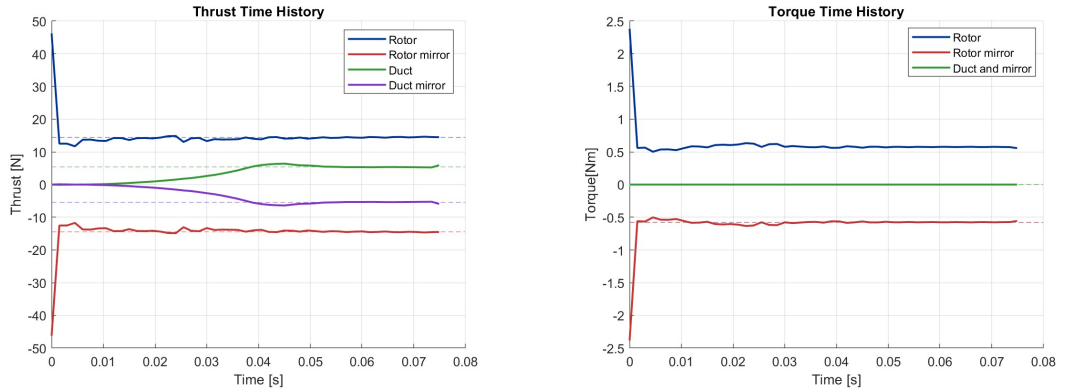 Thrust Time History
50
40
30
20
10
0
-10
-20
-30
-40
-50
Thrust [N]
Rotor
Rotor mirror
Duct
Duct mirror
0 0.01 0.02 0.03 0.04 0.05 0.06 0.07 0.08
Time [s]
Torque Time History
2.5
2
1.5
1
0.5
0
-0.5
-1
-1.5
-2
-2.5
Torque[Nm]
Rotor
Rotor mirror
Duct and mirror
0 0.01 0.02 0.03 0.04 0.05 0.06 0.07 0.08
Time [s]